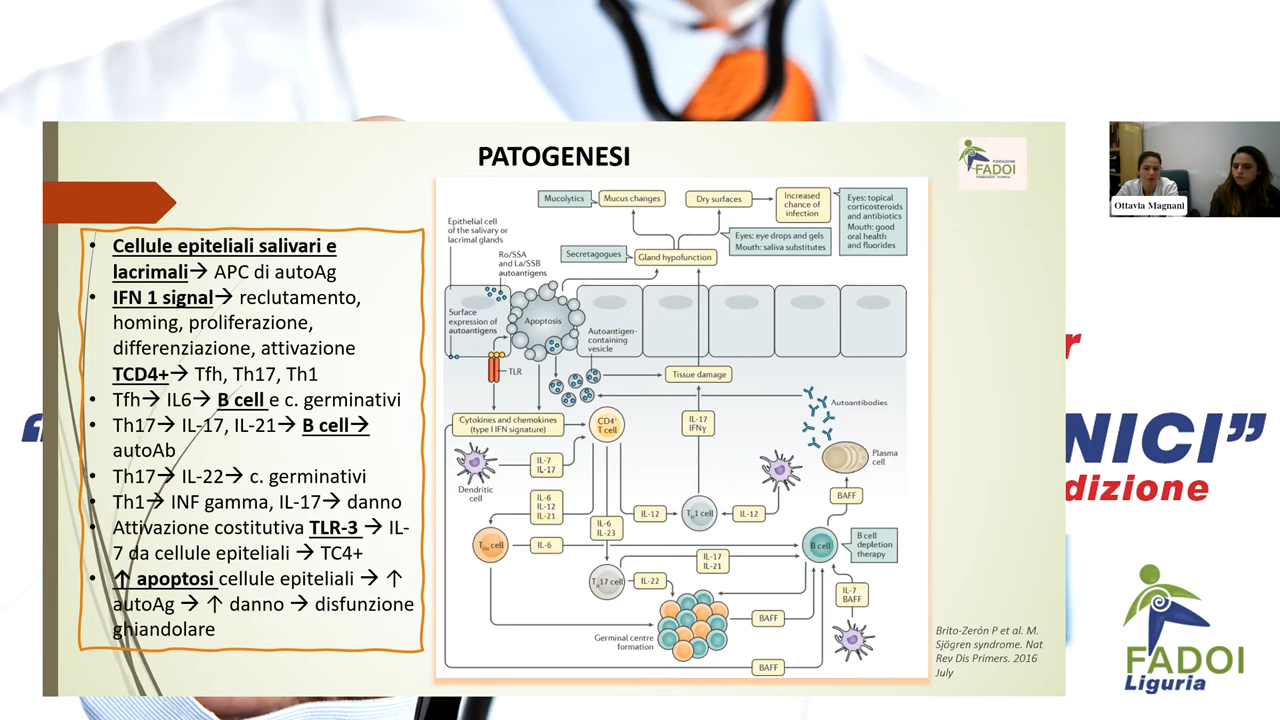 PATOGENESI
FONDAZIONE
FADOI
Ottavia Magnani
• Cellule epiteliali salivari e
lacrimali→ APC di autoAg
• IFN 1 signal→ reclutamento,
homing, proliferazione,
differenziazione, attivazione
TCD4+→ Tfh, Th17, Th1
• Tfh→ IL6→ B cell e c. germinativi
• Th17→ IL-17, IL-21→ B cell→
autoAb
• Th17→ IL-22→ c. germinativi
• Th1→ INF gamma, IL-17→ danno
• Attivazione costitutiva TLR-3 → IL-
7 da cellule epiteliali → TC4+
• ↑ apoptosi cellule epiteliali → ↑
autoAg → ↑ danno → disfunzione
ghiandolare
Mucolytics
Mucus changes
Dry surfaces
Increased
chance of
infection
Eyes: topical
corticosteroids
and antibiotics
Mouth: good
oral health
and fluorides
Epithelial cell
of the salivary or
lacrimal glands
Eyes: eye drops and gels
Mouth: saliva substitutes
Secretagogues
Gland hypofunction
Ro/SSA
and La/SSB
autoantigens
Surface
expression of
autoantigens
Apoptosis
Autoantigen-
containing
vesicle
TLR
Tissue damage
Autoantibodies
Cytokines and chemokines
(type I IFN signature)
CD4+
T cell
IL-17
IFNγ
Plasma
cell
IL-7
IL-17
Dendritic
cell
BAFF
IL-6
IL-12
IL-21
IL-12
TH1 cell
IL-12
IL-6
IL-23
TFH cell
IL-6
B cell
B cell
depletion
therapy
IL-17
IL-21
TH17 cell
IL-22
IL-7
BAFF
Germinal centre
formation
BAFF
BAFF
Brito-Zerón P et al. M.
Sjögren syndrome. Nat
Rev Dis Primers. 2016
July
r
“
NICI”
dizione
FADOI
Liguria